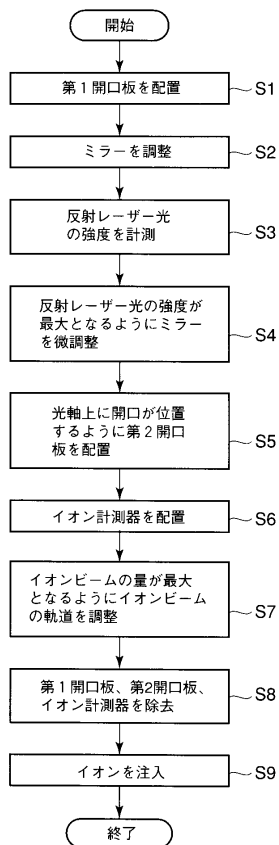 開始
第1開口板を配置
S1
ミラーを調整
S2
反射レーザー光
の強度を計測
S3
反射レーザー光の強度が
最大となるようにミラー
を微調整
S4
光軸上に開口が位置
するように第2開口
板を配置
S5
イオン計測器を配置
S6
イオンビームの量が最大
となるようにイオンビーム
の軌道を調整
S7
第1開口板、第2開口板、
イオン計測器を除去
S8
イオンを注入
S9
終了